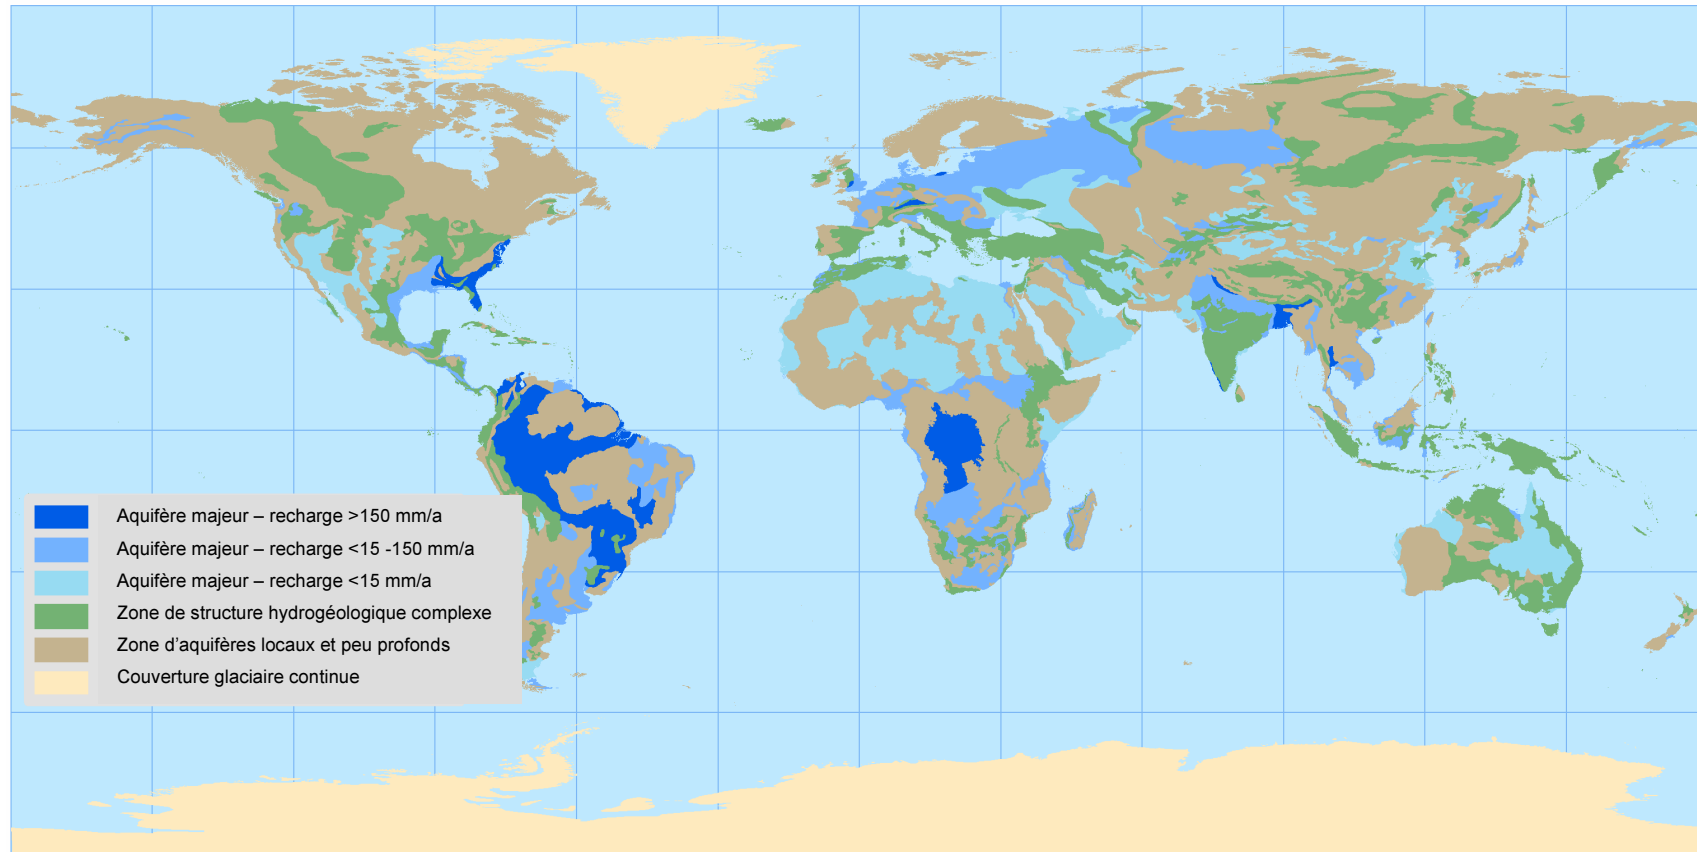 Aquifère majeur – recharge >150 mm/a
Aquifère majeur – recharge <15 -150 mm/a
Aquifère majeur – recharge <15 mm/a
Zone de structure hydrogéologique complexe
Zone d’aquifères locaux et peu profonds
Couverture glaciaire continue